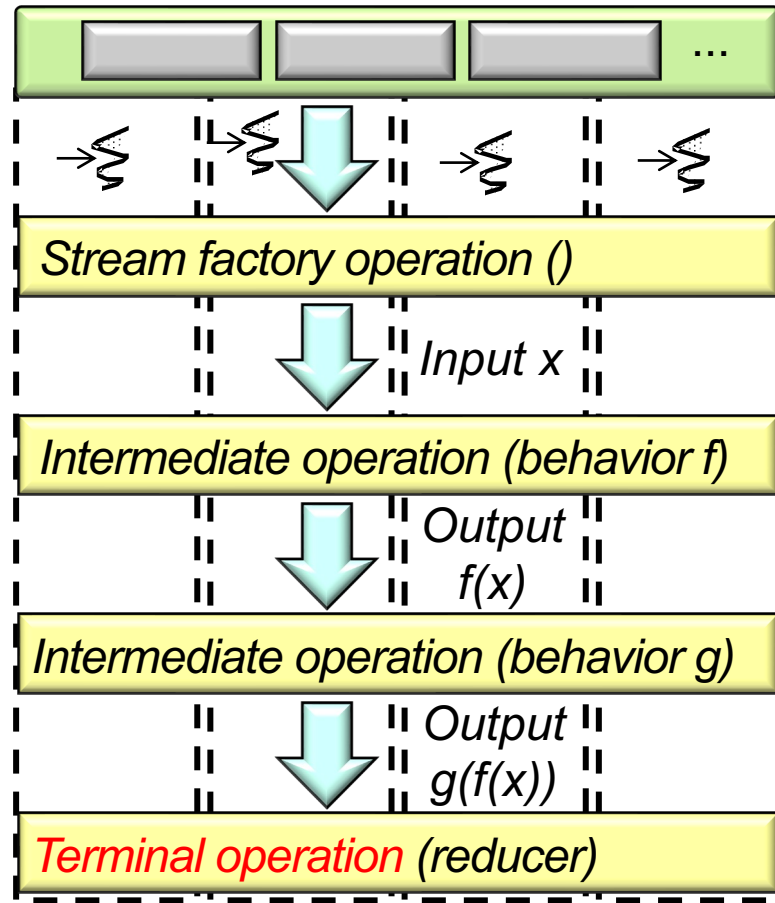 ...
Stream factory operation ()
Input x
Intermediate operation (behavior f)
Output
f(x)
Intermediate operation (behavior g)
Output
g(f(x))
Terminal operation (reducer)